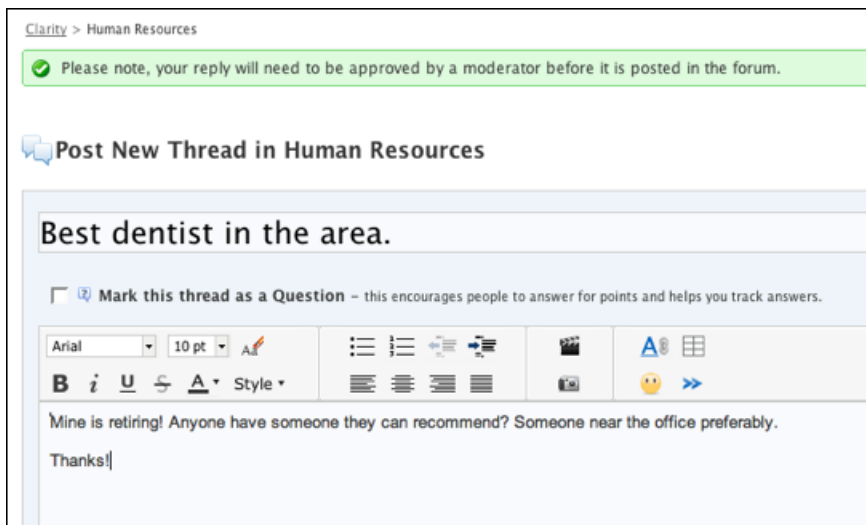 Clarity > Human Resources
Please note, your reply will need to be approved by a moderator before it is posted in the forum.
Post New Thread in Human Resources
Best dentist in the area.
Mark this thread as a Question – this encourages people to answer for points and helps you track answers.
Arial 10 pt
B i U S A Style
Mine is retiring! Anyone have someone they can recommend? Someone near the office preferably.
Thanks!